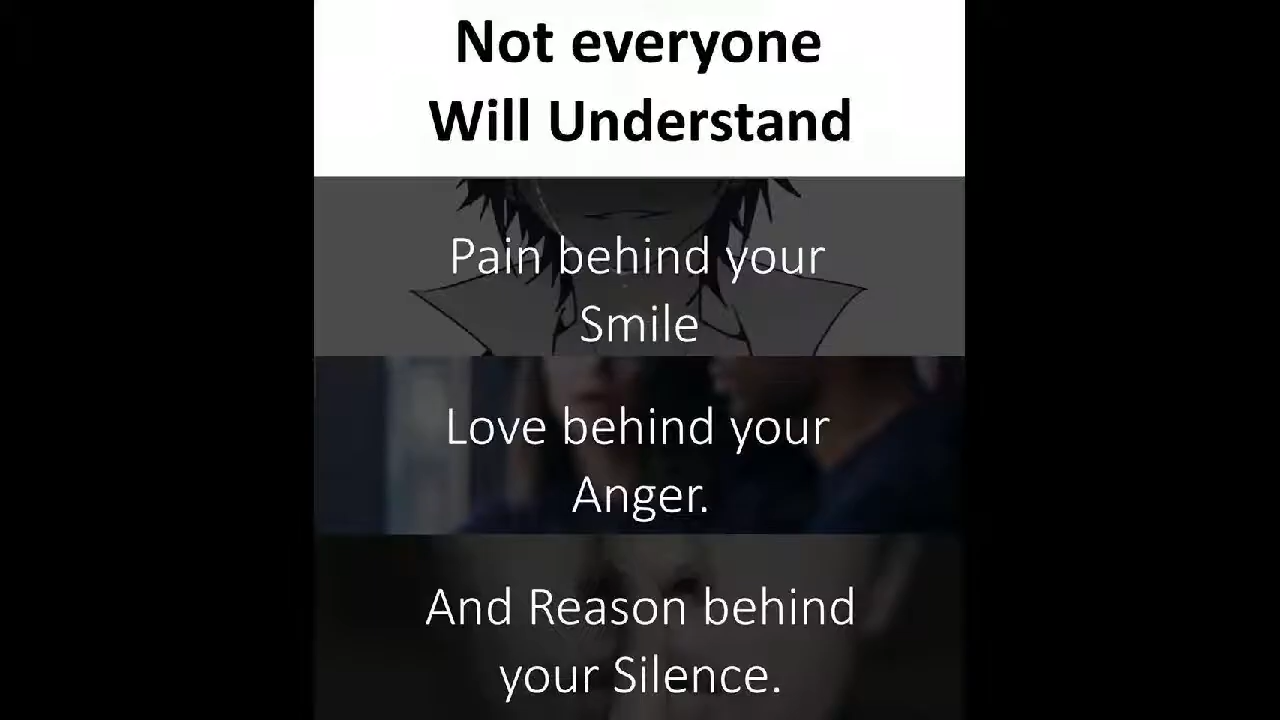 Not everyone
Will Understand
Pain behind your
Smile
Love behind your
Anger.
And Reason behind
your Silence.